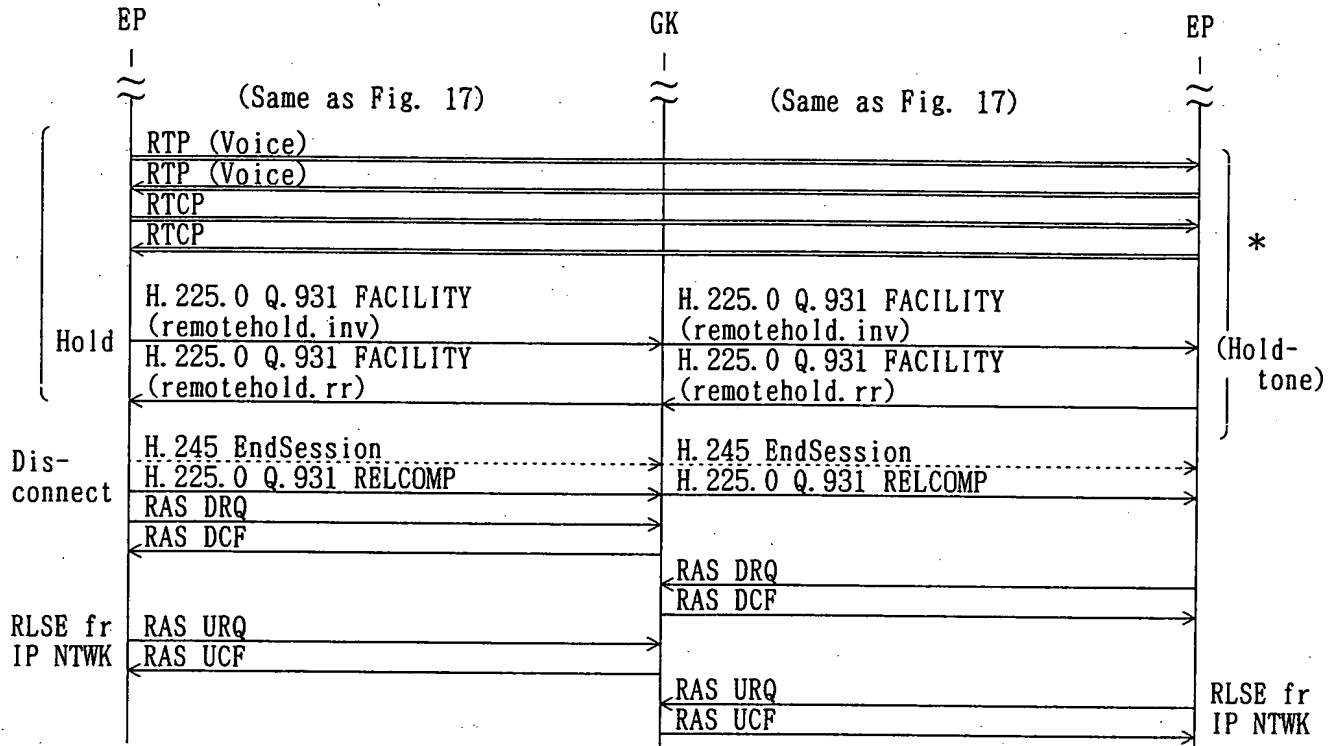 EP GK EP
(Same as Fig. 17) (Same as Fig. 17)
RTP (Voice)
RTP (Voice)
RTCP
RTCP
*
H.225.0 Q.931 FACILITY H.225.0 Q.931 FACILITY
(remotehold.inv) (remotehold.inv)
Hold
H.225.0 Q.931 FACILITY H.225.0 Q.931 FACILITY
(Hold-
(remotehold.rr) (remotehold.rr)
tone)
H.245 EndSession H.245 EndSession
Dis-
H.225.0 Q.931 RELCOMP H.225.0 Q.931 RELCOMP
connect
RAS DRQ
RAS DCF
RAS DRQ
RAS DCF
RLSE fr RAS URQ
IP NTWK RAS UCF
RAS URQ RLSE fr
RAS UCF IP NTWK